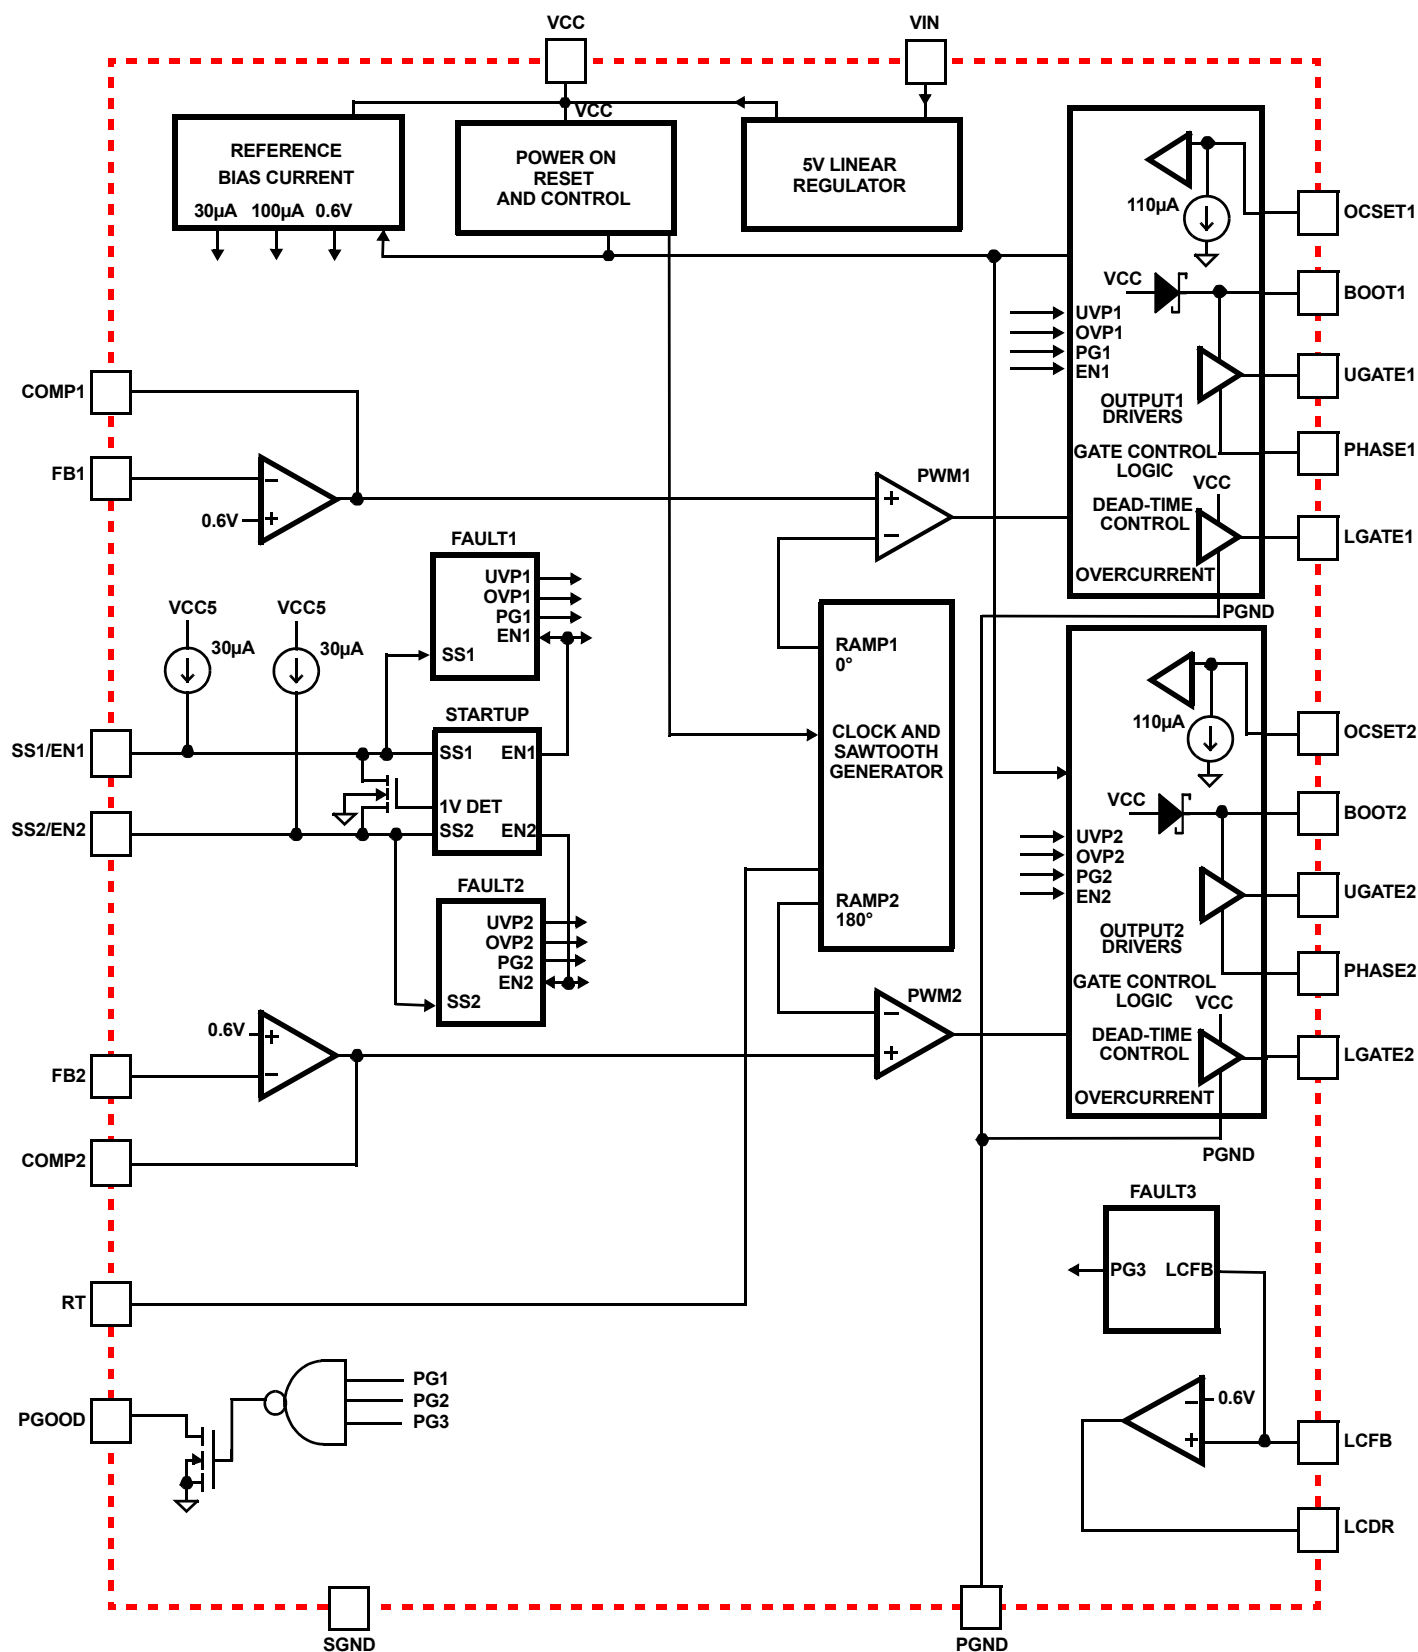 VCC
VIN
VCC
REFERENCE
BIAS CURRENT
30µA 100µA 0.6V
POWER ON
RESET
AND CONTROL
5V LINEAR
REGULATOR
110µA
OCSET1
VCC
BOOT1
UVP1
OVP1
PG1
EN1
UGATE1
OUTPUT1
DRIVERS
PHASE1
GATE CONTROL
LOGIC
VCC
DEAD-TIME
CONTROL
LGATE1
OVERCURRENT
PGND
COMP1
FB1
−
+
0.6V
PWM1
+
−
FAULT1
UVP1
OVP1
PG1
EN1
SS1
VCC5
30µA
VCC5
30µA
STARTUP
SS1 EN1
1V DET
SS2 EN2
SS1/EN1
SS2/EN2
RAMP1
0°
CLOCK AND
SAWTOOTH
GENERATOR
RAMP2
180°
FAULT2
UVP2
OVP2
PG2
EN2
SS2
110µA
OCSET2
VCC
BOOT2
UVP2
OVP2
PG2
EN2
UGATE2
OUTPUT2
DRIVERS
PHASE2
GATE CONTROL
LOGIC
VCC
DEAD-TIME
CONTROL
LGATE2
OVERCURRENT
PGND
PWM2
−
+
0.6V
+
−
FB2
COMP2
RT
PGOOD
PG1
PG2
PG3
FAULT3
PG3 LCFB
−
0.6V
+
LCFB
LCDR
SGND
PGND